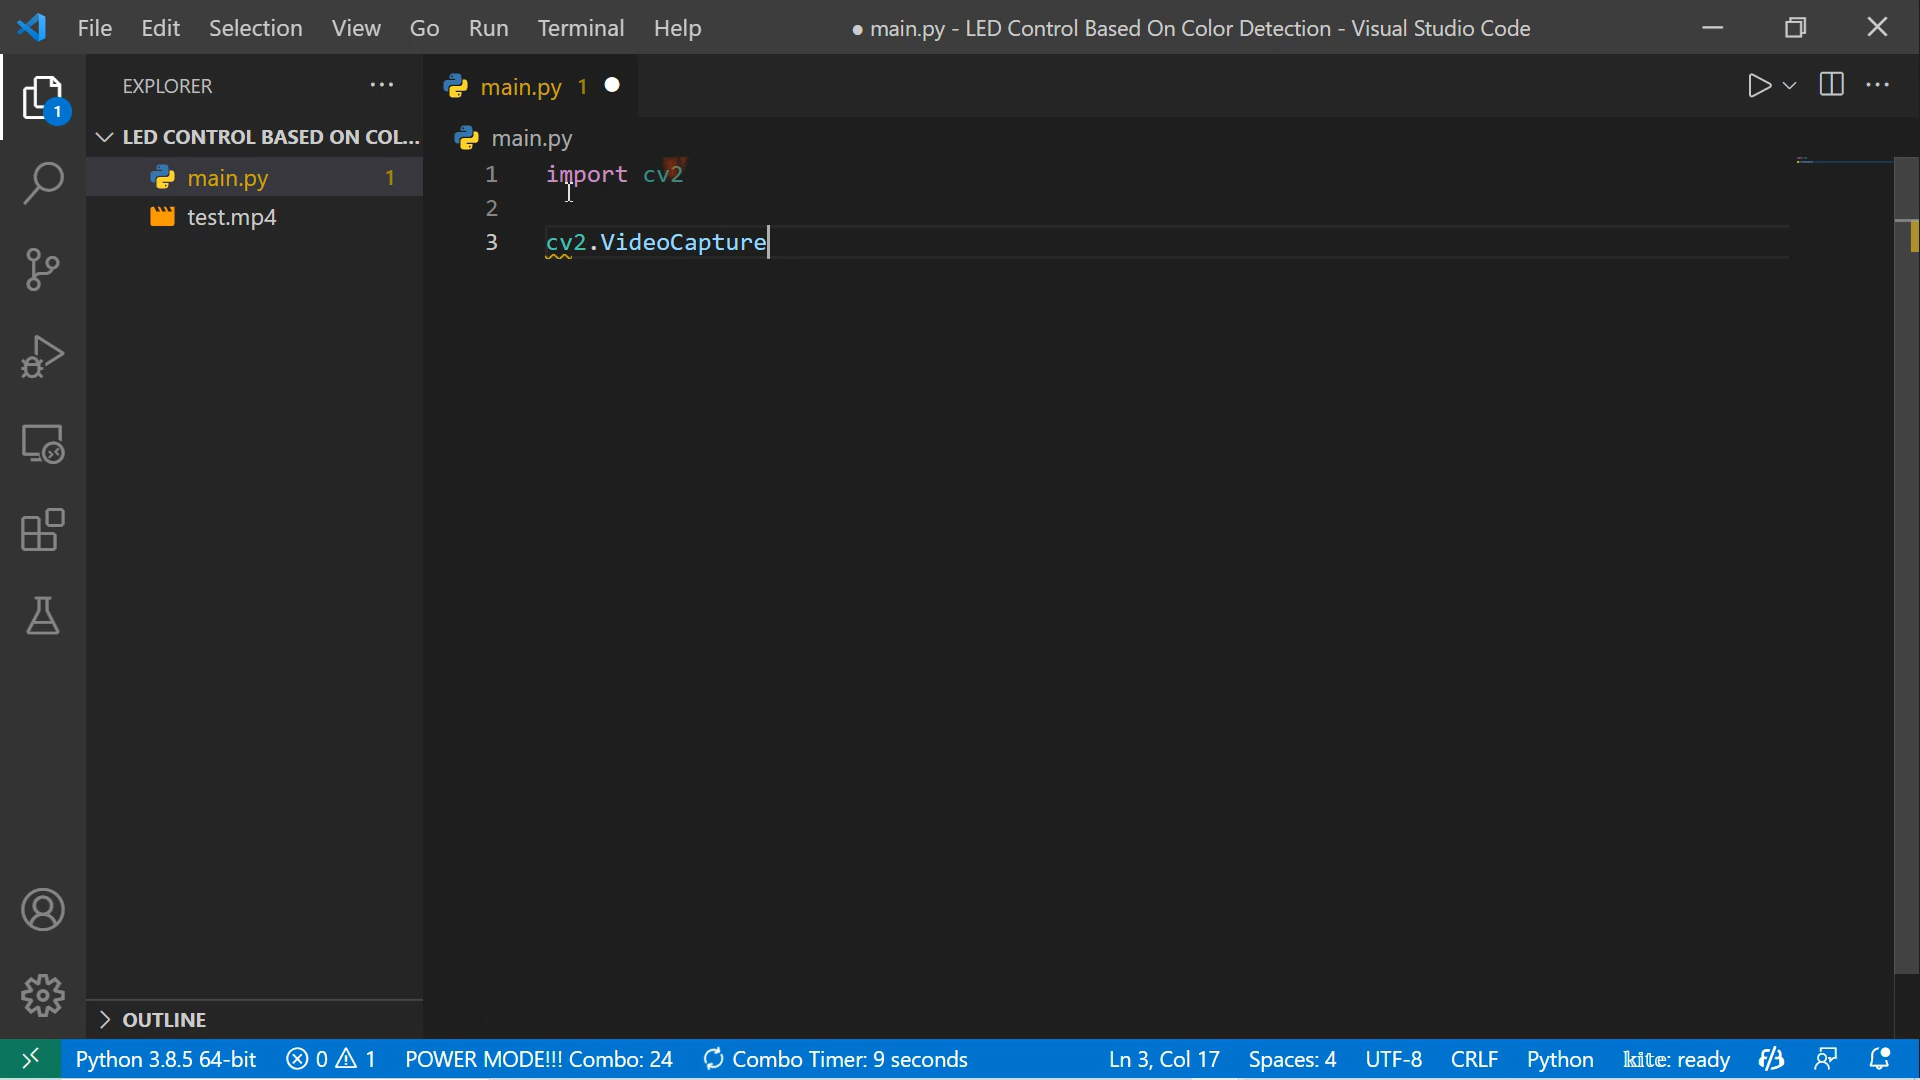 File Edit Selection View Go Run Terminal Help
● main.py - LED Control Based On Color Detection - Visual Studio Code
EXPLORER
LED CONTROL BASED ON COL...
main.py 1
test.mp4
OUTLINE
1
main.py 1
main.py
1 import cv2
2
3 cv2.VideoCapture
Python 3.8.5 64-bit 0 1 POWER MODE!!! Combo: 24 Combo Timer: 9 seconds Ln 3, Col 17 Spaces: 4 UTF-8 CRLF Python kite: ready